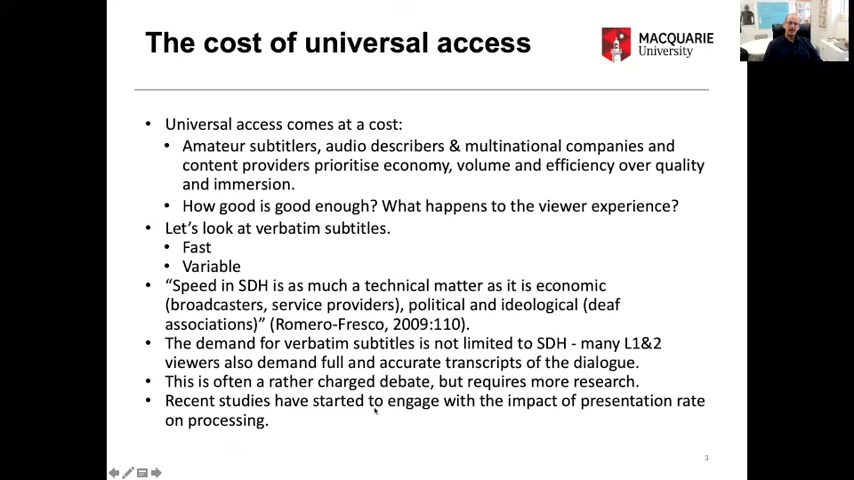 The cost of universal access
MACQUARIE
University
• Universal access comes at a cost:
• Amateur subtitlers, audio describers & multinational companies and
content providers prioritise economy, volume and efficiency over quality
and immersion.
• How good is good enough? What happens to the viewer experience?
• Let’s look at verbatim subtitles.
• Fast
• Variable
• “Speed in SDH is as much a technical matter as it is economic
(broadcasters, service providers), political and ideological (deaf
associations)” (Romero-Fresco, 2009:110).
• The demand for verbatim subtitles is not limited to SDH - many L1&2
viewers also demand full and accurate transcripts of the dialogue.
• This is often a rather charged debate, but requires more research.
• Recent studies have started to engage with the impact of presentation rate
on processing.
3